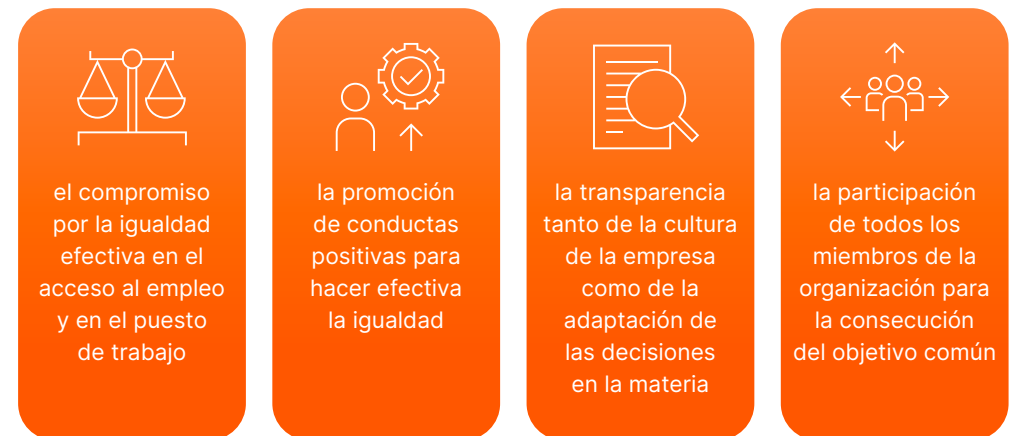 el compromiso
por la igualdad
efectiva en el
acceso al empleo
y en el puesto
de trabajo
la promoción
de conductas
positivas para
hacer efectiva
la igualdad
la transparencia
tanto de la cultura
de la empresa
como de la
adaptación de
las decisiones
en la materia
la participación
de todos los
miembros de la
organización para
la consecución
del objetivo común